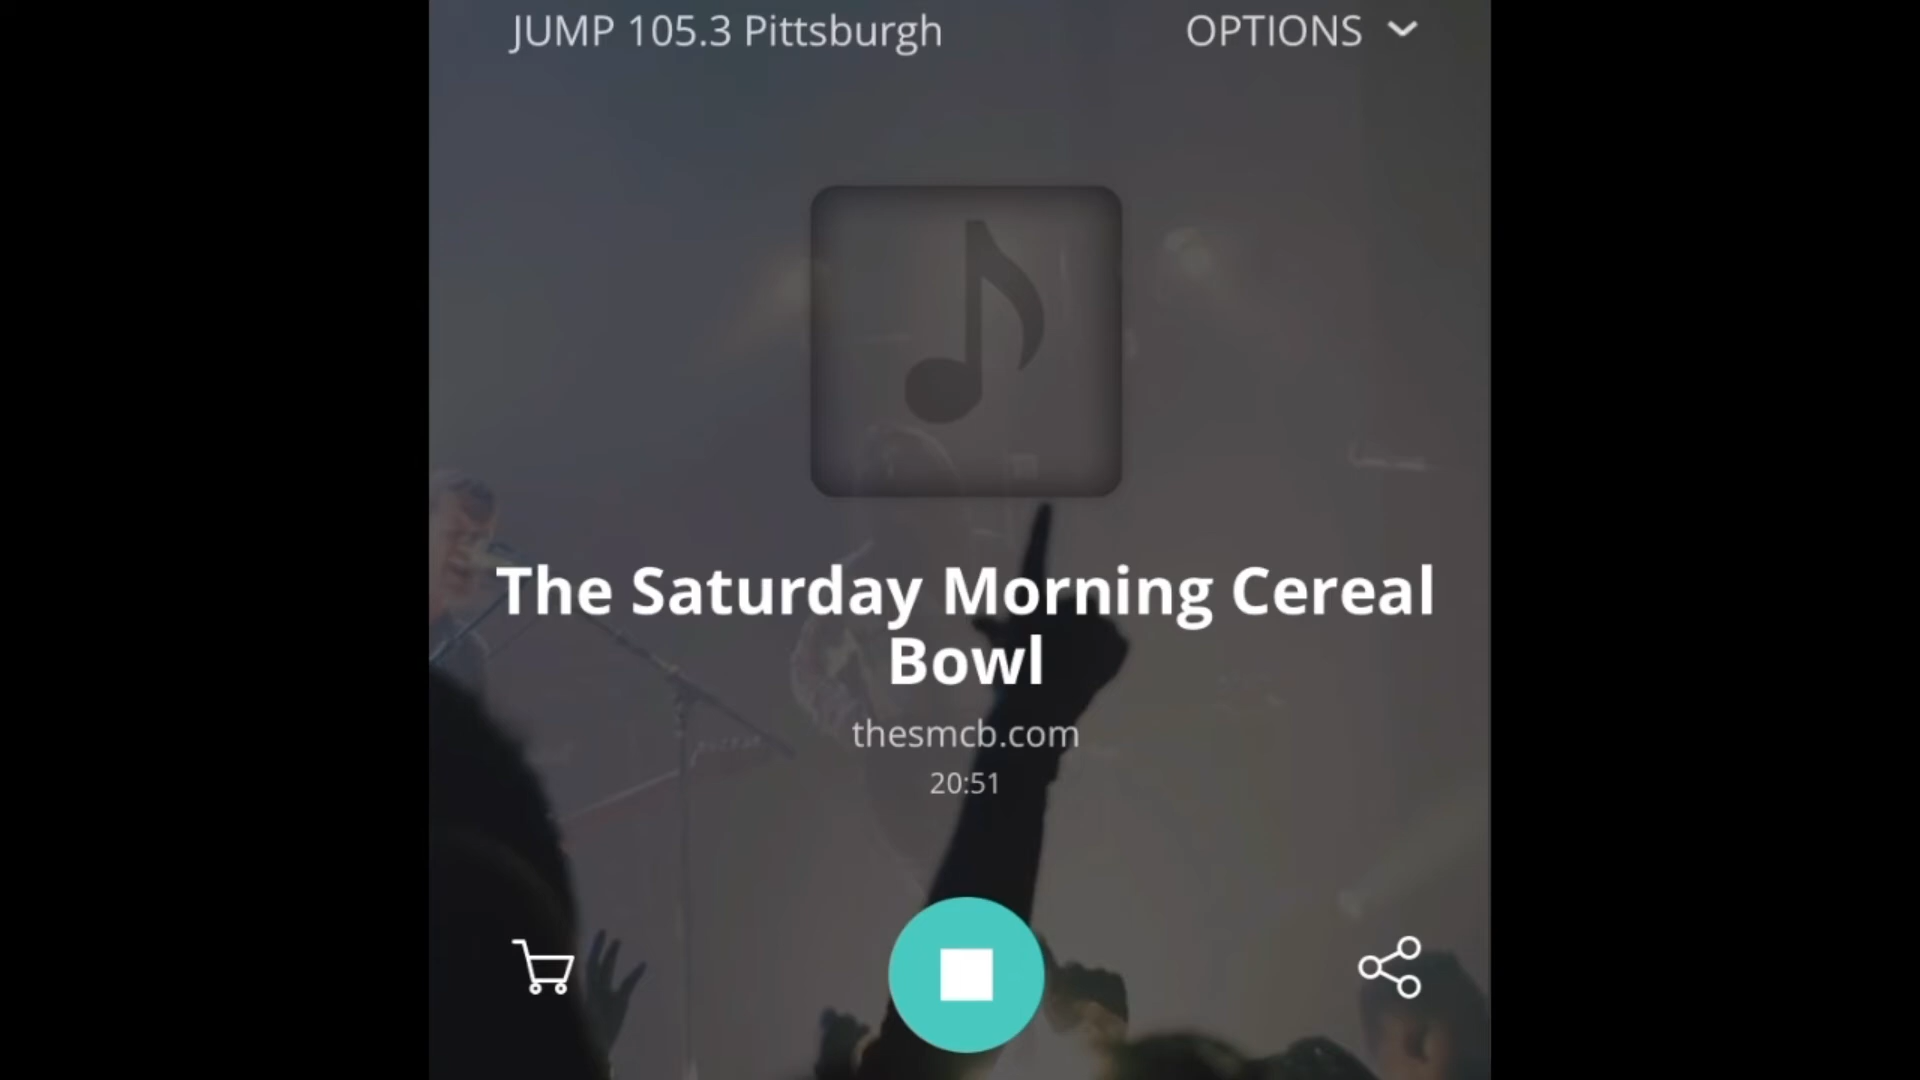 JUMP 105.3 Pittsburgh
OPTIONS
The Saturday Morning Cereal
Bowl
thesmcb.com
20:51